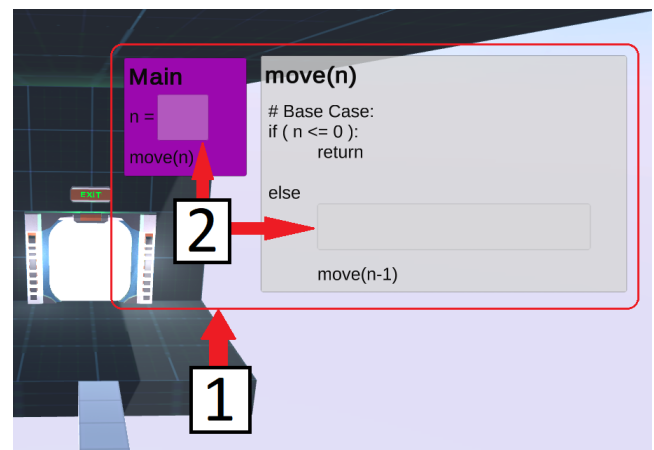 Main
n =
move(n)
move(n)
# Base Case:
if ( n <= 0 ):
return
else
move(n-1)
EXIT
2
1